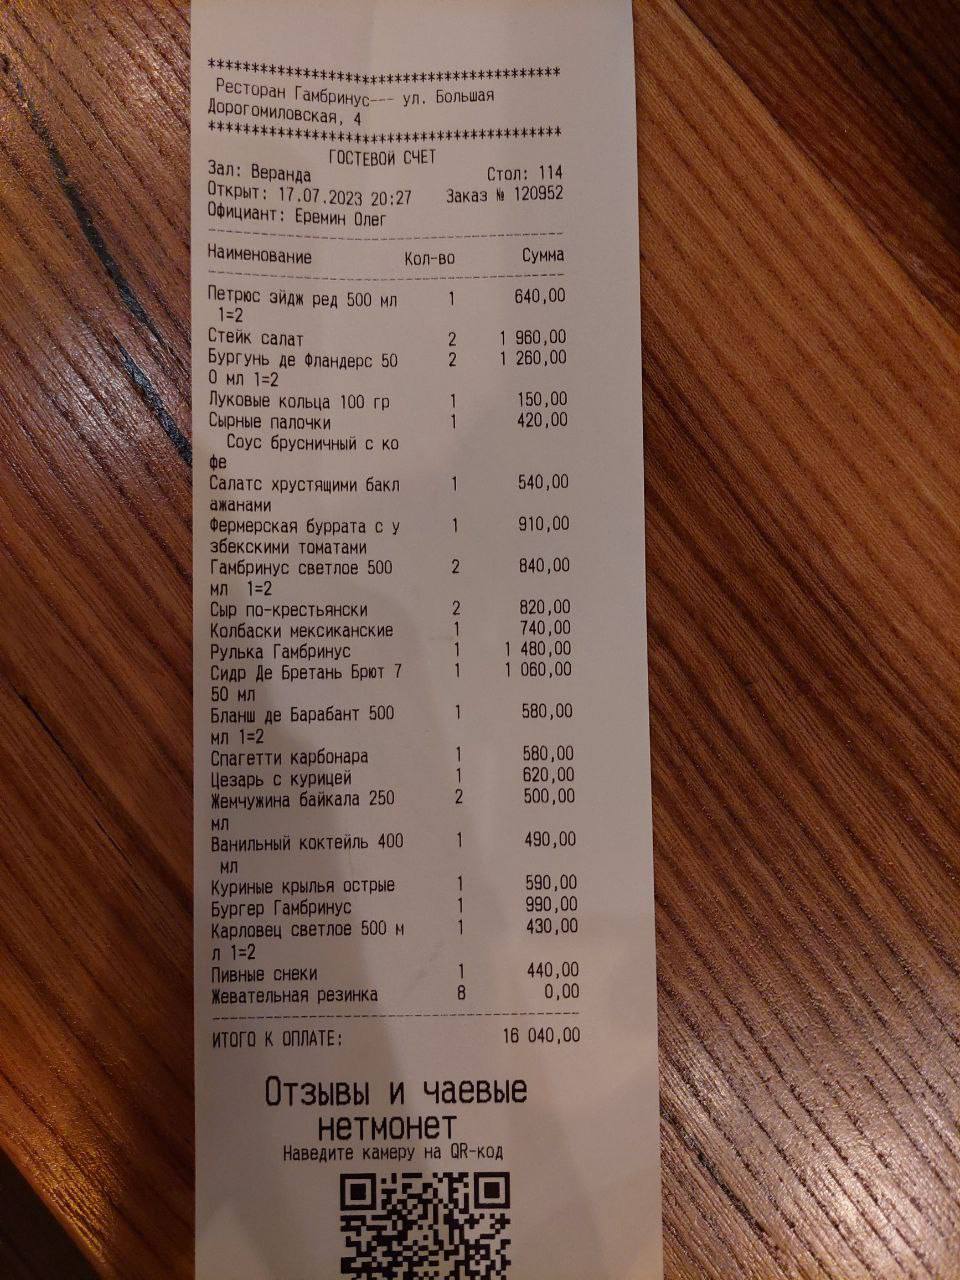 *****************************************
Ресторан Гамбринус--- ул. Большая
Дорогомиловская, 4
*****************************************
ГОСТЕВОЙ СЧЕТ
Зал: Веранда Стол: 114
Открыт: 17.07.2023 20:27 Заказ № 120952
Официант: Еремин Олег
Наименование Кол-во Сумма
Петрюс эйдж ред 500 мл 1 640,00
1=2
Стейк салат 2 1 960,00
Бургунь де Фландерс 50 2 1 260,00
0 мл 1=2
Луковые кольца 100 гр 1 150,00
Сырные палочки 1 420,00
Соус брусничный с ко
фе
Салатс хрустящими бакл 1 540,00
ажанами
Фермерская буррата с у 1 910,00
збекскими томатами
Гамбринус светлое 500 2 840,00
мл 1=2
Сыр по-крестьянски 2 820,00
Колбаски мексиканские 1 740,00
Рулька Гамбринус 1 1 480,00
Сидр Де Бретань Брют 7 1 1 060,00
50 мл
Бланш де Барабант 500 1 580,00
мл 1=2
Спагетти карбонара 1 580,00
Цезарь с курицей 1 620,00
Жемчужина байкала 250 2 500,00
мл
Ванильный коктейль 400 1 490,00
мл
Куриные крылья острые 1 590,00
Бургер Гамбринус 1 990,00
Карловец светлое 500 м 1 430,00
л 1=2
Пивные снеки 1 440,00
Жевательная резинка 8 0,00
ИТОГО К ОПЛАТЕ: 16 040,00
Отзывы и чаевые
нетмонет
Наведите камеру на QR-код